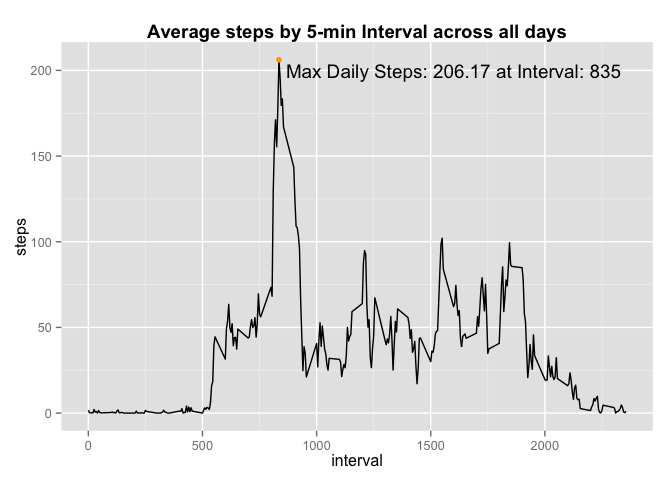 Average steps by 5-min Interval across all days
Max Daily Steps: 206.17 at Interval: 835
200
150
100
50
0
steps
0 500 1000 1500 2000
interval